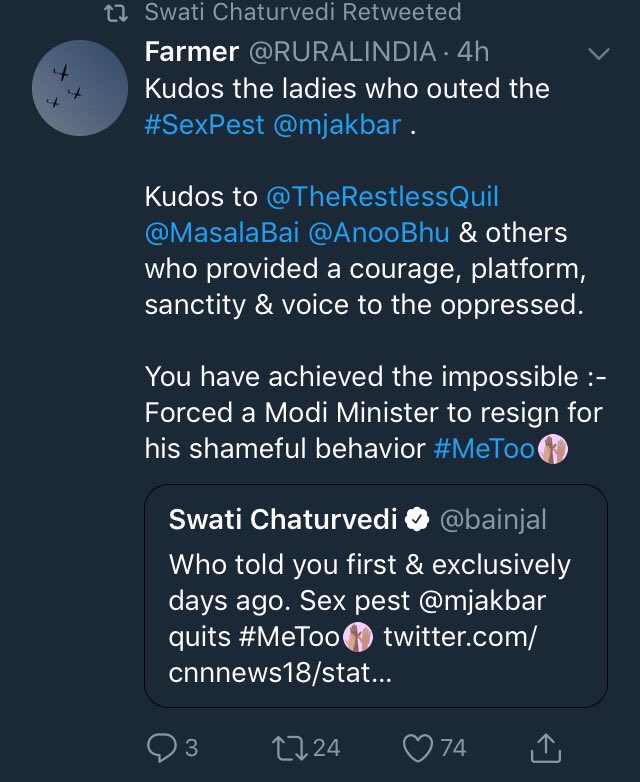 Swati Chaturvedi Retweeted
Farmer @RURALINDIA · 4h
Kudos the ladies who outed the
#SexPest @mjakbar .
Kudos to @TheRestlessQuil
@MasalaBai @AnooBhu & others
who provided a courage, platform,
sanctity & voice to the oppressed.
You have achieved the impossible :-
Forced a Modi Minister to resign for
his shameful behavior #MeToo
Swati Chaturvedi @bainjal
Who told you first & exclusively
days ago. Sex pest @mjakbar
quits #MeToo twitter.com/
cnnnews18/stat...
3 24 74